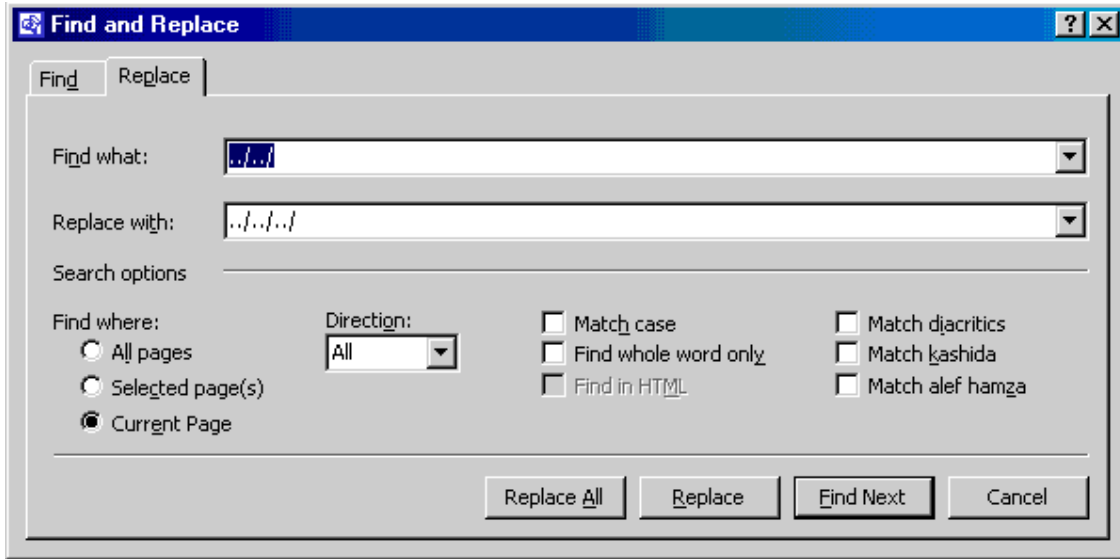 Find and Replace
Find Replace
Find what: ../../
Replace with: ../../../
Search options
Find where: Direction: Match case Match diacritics
All pages All Find whole word only Match kashida
Selected page(s) Find in HTML Match alef hamza
Current Page
Replace All Replace Find Next Cancel